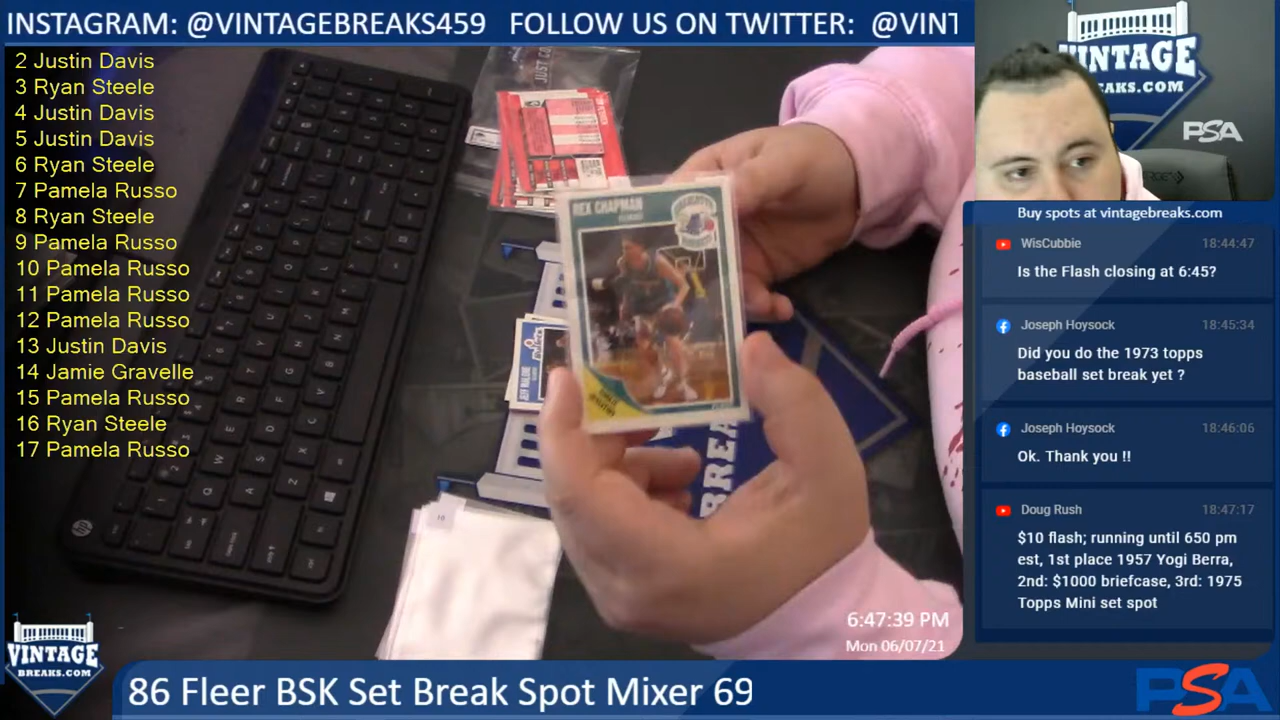 INSTAGRAM: @VINTAGEBREAKS459 FOLLOW US ON TWITTER: @VINT
2 Justin Davis
3 Ryan Steele
4 Justin Davis
5 Justin Davis
6 Ryan Steele
7 Pamela Russo
8 Ryan Steele
9 Pamela Russo
10 Pamela Russo
11 Pamela Russo
12 Pamela Russo
13 Justin Davis
14 Jamie Gravelle
15 Pamela Russo
16 Ryan Steele
17 Pamela Russo
JUST CO
REX CHAPMAN
JEFF MALONE
BREA
VINTAGE
EAKS.COM
PSA
Buy spots at vintagebreaks.com
WisCubbie 18:44:47
Is the Flash closing at 6:45?
Joseph Hoysock 18:45:34
Did you do the 1973 topps
baseball set break yet ?
Joseph Hoysock 18:46:06
Ok. Thank you !!
Doug Rush 18:47:17
$10 flash; running until 650 pm
est, 1st place 1957 Yogi Berra,
2nd: $1000 briefcase, 3rd: 1975
Topps Mini set spot
6:47:39 PM
Mon 06/07/21
VINTAGE
BREAKS.COM
86 Fleer BSK Set Break Spot Mixer 69
PSA